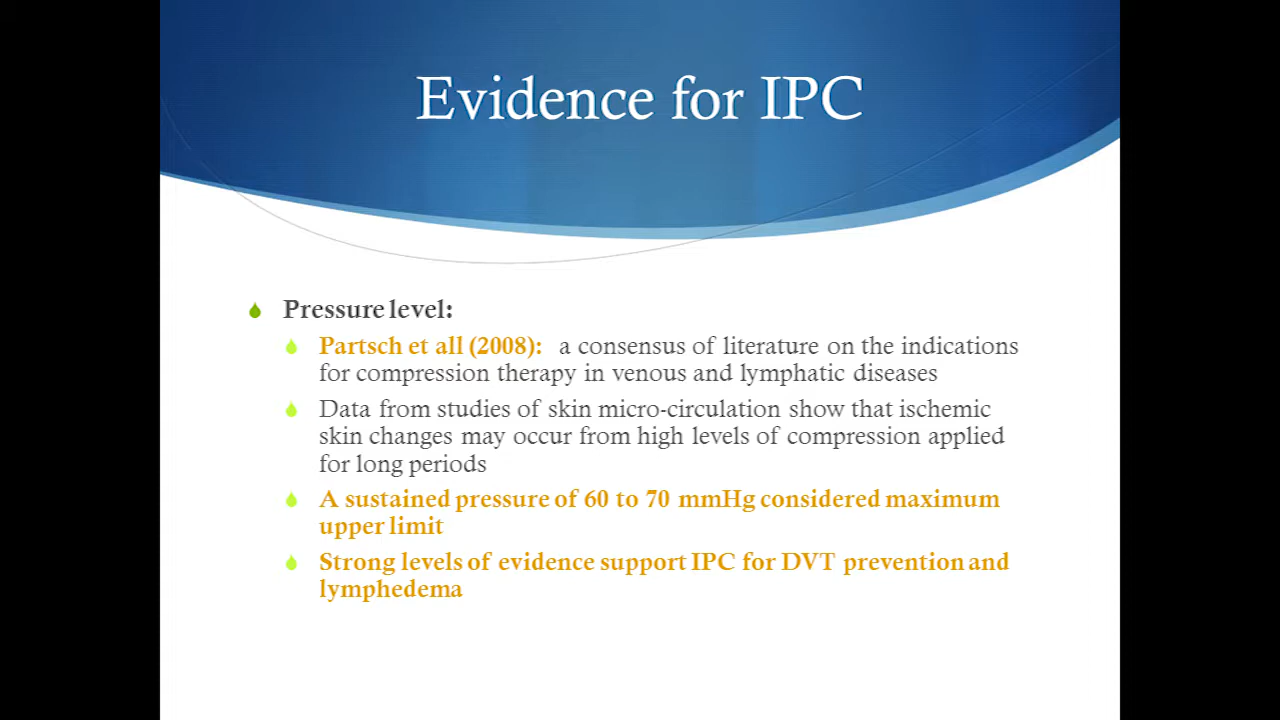 Evidence for IPC
Pressure level:
Partsch et all (2008): a consensus of literature on the indications
for compression therapy in venous and lymphatic diseases
Data from studies of skin micro-circulation show that ischemic
skin changes may occur from high levels of compression applied
for long periods
A sustained pressure of 60 to 70 mmHg considered maximum
upper limit
Strong levels of evidence support IPC for DVT prevention and
lymphedema